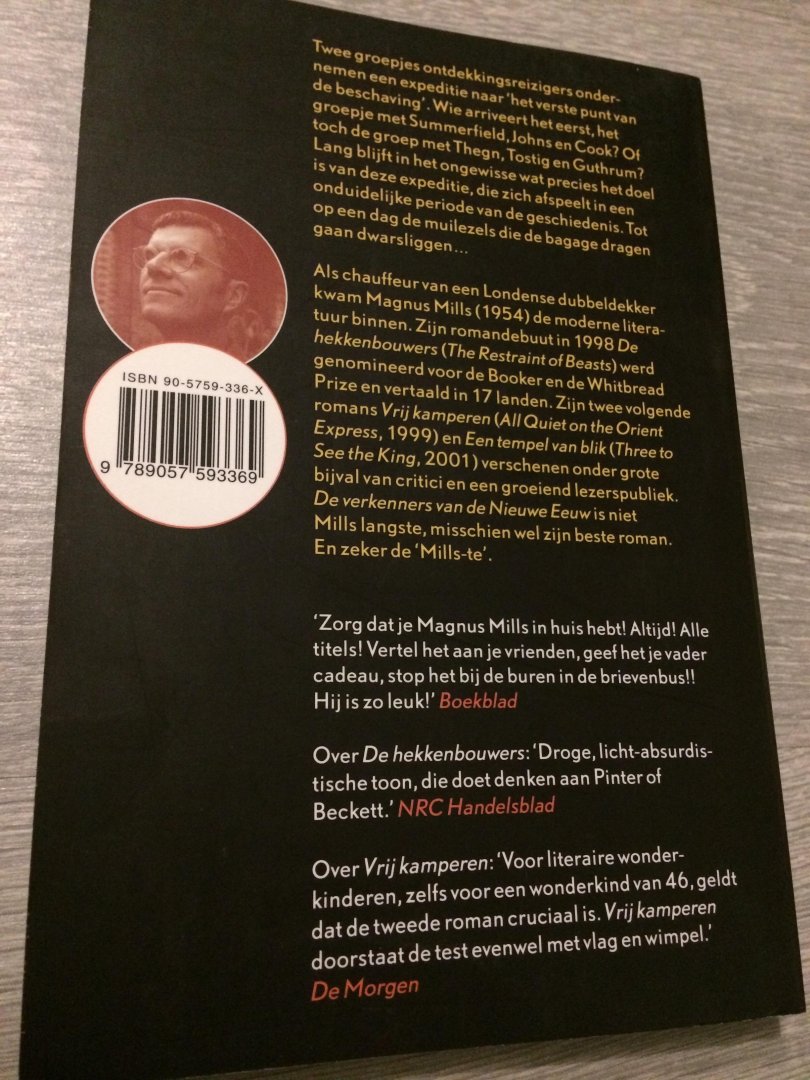 Twee groepjes ontdekkingsreizigers onder-
nemen een expeditie naar ‘het verste punt van
de beschaving’. Wie arriveert het eerst, het
groepje met Summerfield, Johns en Cook? Of
toch de groep met Thegn, Tostig en Guthrum?
Lang blijft in het ongewisse wat precies het doel
is van deze expeditie, die zich afspeelt in een
onduidelijke periode van de geschiedenis. Tot
op een dag de muilezels die de bagage dragen
gaan dwarsliggen...
Als chauffeur van een Londense dubbeldekker
kwam Magnus Mills (1954) de moderne litera-
tuur binnen. Zijn romandebuut in 1998 De
hekkenbouwers (The Restraint of Beasts) werd
genomineerd voor de Booker en de Whitbread
Prize en vertaald in 17 landen. Zijn twee volgende
romans Vrij kamperen (All Quiet on the Orient
Express, 1999) en Een tempel van blik (Three to
See the King, 2001) verschenen onder grote
bijval van critici en een groeiend lezerspubliek.
De verkenners van de Nieuwe Eeuw is niet
Mills langste, misschien wel zijn beste roman.
En zeker de ‘Mills-te’.
ISBN 90-5759-336-X
9 789057 593369
‘Zorg dat je Magnus Mills in huis hebt! Altijd! Alle
titels! Vertel het aan je vrienden, geef het je vader
cadeau, stop het bij de buren in de brievenbus!!
Hij is zo leuk!’ Boekblad
Over De hekkenbouwers: ‘Droge, licht-absurdis-
tische toon, die doet denken aan Pinter of
Beckett.’ NRC Handelsblad
Over Vrij kamperen: ‘Voor literaire wonder-
kinderen, zelfs voor een wonderkind van 46, geldt
dat de tweede roman cruciaal is. Vrij kamperen
doorstaat de test evenwel met vlag en wimpel.’
De Morgen